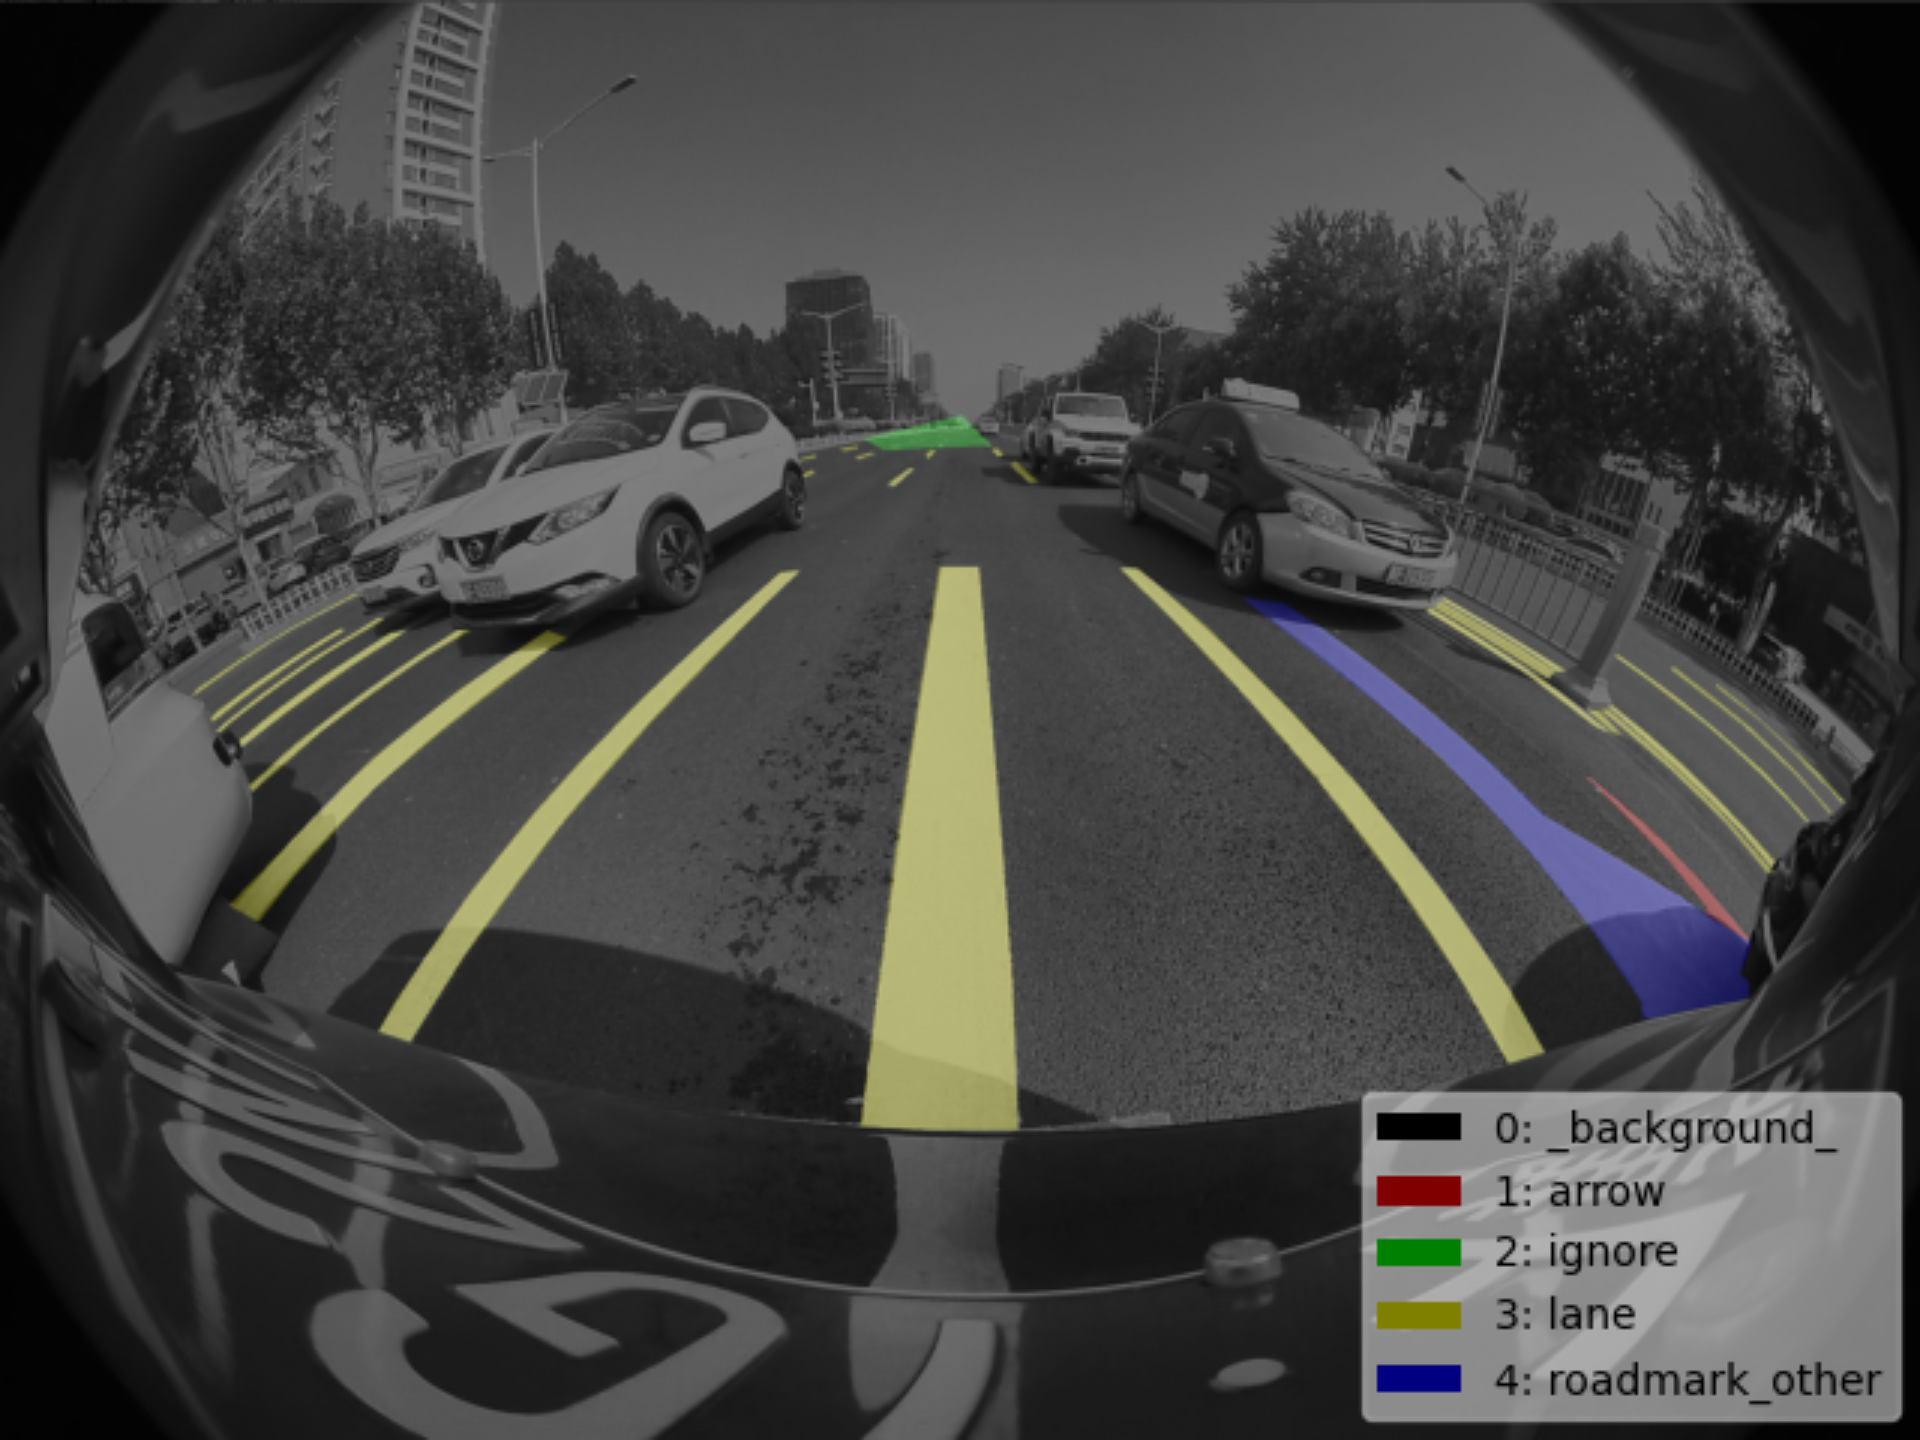 0: _background_
1: arrow
2: ignore
3: lane
4: roadmark_other